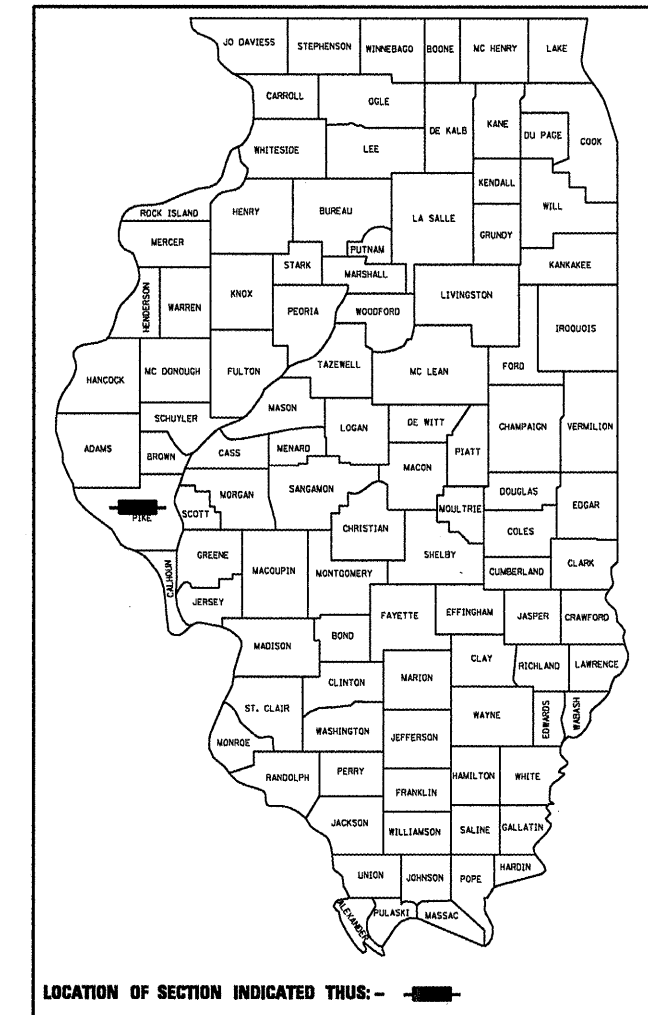 JO DAVIESS STEPHENSON WINNEBAGO BOONE MC HENRY LAKE
CARROLL OGLE DE KALB KANE DU PAGE COOK
WHITESIDE LEE
KENDALL WILL
ROCK ISLAND HENRY BUREAU LA SALLE
MERCER PUTNAM GRUNDY
STARK MARSHALL KANKAKEE
HENDERSON WARREN KNOX PEORIA WOODFORD LIVINGSTON
IROQUOIS
HANCOCK MC DONOUGH FULTON TAZEWELL MC LEAN FORD
MASON
SCHUYLER LOGAN DE WITT CHAMPAIGN VERMILION
ADAMS BROWN CASS MENARD PIATT
MACON
MORGAN SANGAMON DOUGLAS EDGAR
PIKE SCOTT CHRISTIAN MOULTRIE
COLES
GREENE MACOUPIN MONTGOMERY SHELBY CUMBERLAND CLARK
CALHOUN JERSEY
FAYETTE EFFINGHAM JASPER CRAWFORD
MADISON BOND
CLAY RICHLAND LAWRENCE
CLINTON MARION
ST. CLAIR WAYNE EDWARDS WABASH
MONROE WASHINGTON JEFFERSON
RANDOLPH PERRY HAMILTON WHITE
FRANKLIN
JACKSON WILLIAMSON SALINE GALLATIN
UNION JOHNSON POPE HARDIN
ALEXANDER PULASKI MASSAC
LOCATION OF SECTION INDICATED THUS: -